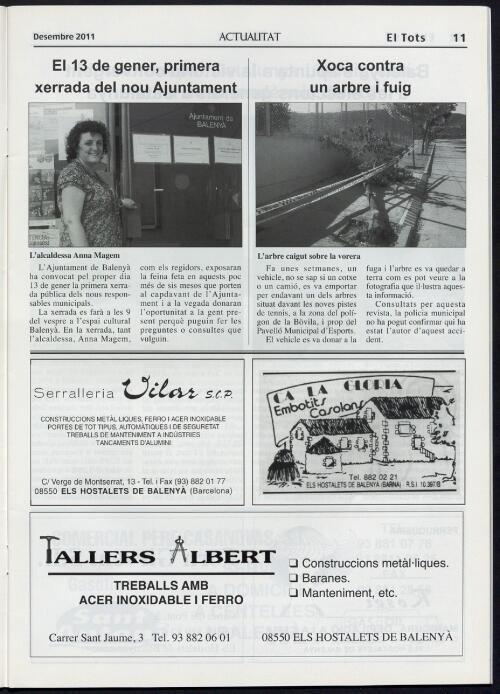 Desembre 2011
ACTUALITAT
El Tots
11
El 13 de gener, primera
xerrada del nou Ajuntament
Ajuntament de
BALENYÀ
L'alcaldessa Anna Magem
L'Ajuntament de Balenyà
ha convocat pel proper dia
13 de gener la primera xerra-
da pública dels nous respon-
sables municipals.
La xerrada es farà a les 9
del vespre a l'espai cultural
Balenyà. En la xerrada, tant
l'alcaldessa, Anna Magem,
com els regidors, exposaran
la feina feta en aquests poc
més de sis mesos que porten
al capdavant de l'Ajunta-
ment i a la vegada donaran
l'oportunitat a la gent pre-
sent perquè puguin fer les
preguntes o consultes que
vulguin.
Xoca contra
un arbre i fuig
L'arbre caigut sobre la vorera
Fa unes setmanes, un
vehicle, no se sap si un cotxe
o un camió, es va emportar
per endavant un dels arbres
situat davant les noves pistes
de tennis, a la zona del polí-
gon de la Bòvila, i prop del
Pavelló Municipal d'Esports.
El vehicle es va donar a la
fuga i l'arbre es va quedar a
terra com es pot veure a la
fotografia que il·lustra aques-
ta informació.
Consultats per aquesta
revista, la policia municipal
no ha pogut confirmar qui ha
estat l'autor d'aquest acci-
dent.
Serralleria Vilar S.C.P.
CONSTRUCCIONS METÀL·LIQUES, FERRO I ACER INOXIDABLE
PORTES DE TOT TIPUS, AUTOMÀTIQUES I DE SEGURETAT
TREBALLS DE MANTENIMENT A INDÚSTRIES
TANCAMENTS D'ALUMINI
C/ Verge de Montserrat, 13 - Tel. i Fax (93) 882 01 77
08550 ELS HOSTALETS DE BALENYÀ (Barcelona)
CA LA GLORIA
Embotits
Casolans
Tel. 882 02 21
ELS HOSTALETS DE BALENYA (BARNA) R.S.I. 10.397/B
TALLERS ALBERT
TREBALLS AMB
ACER INOXIDABLE I FERRO
❏ Construccions metàl·liques.
❏ Baranes.
❏ Manteniment, etc.
Carrer Sant Jaume, 3 Tel. 93 882 06 01
08550 ELS HOSTALETS DE BALENYÀ